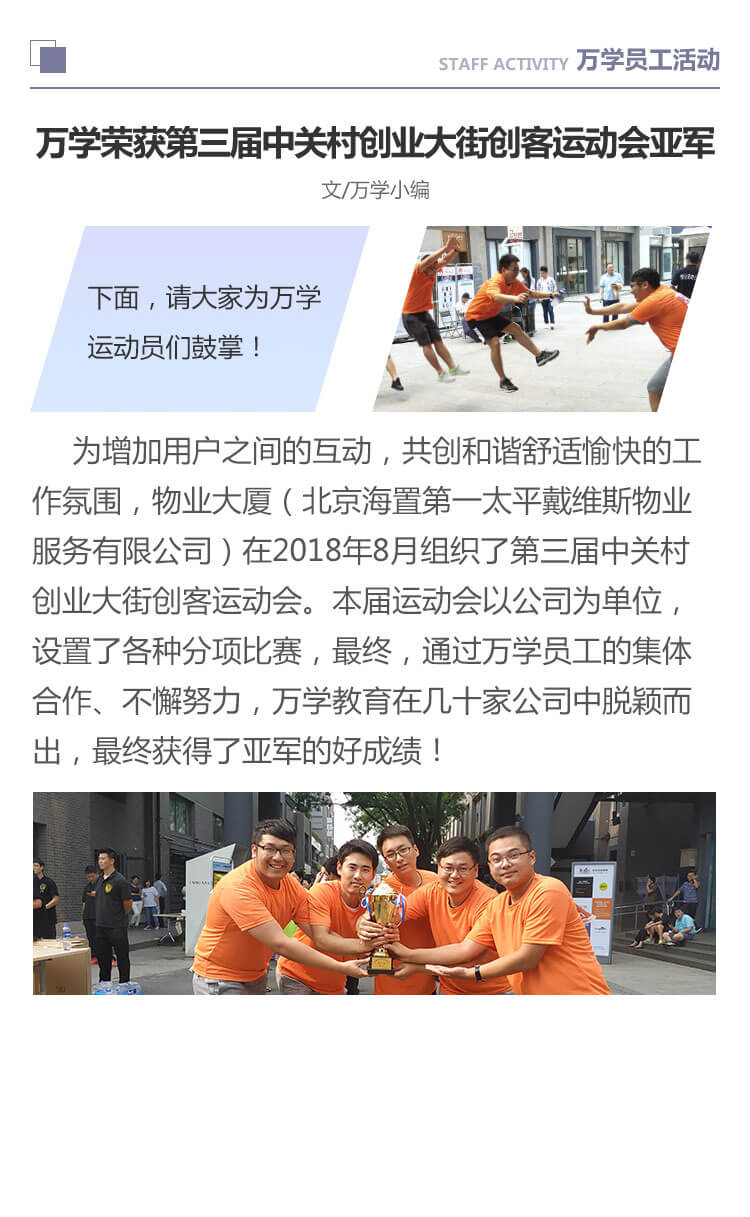 STAFF ACTIVITY 万学员工活动
万学荣获第三届中关村创业大街创客运动会亚军
文/万学小编
下面，请大家为万学
运动员们鼓掌！
为增加用户之间的互动，共创和谐舒适愉快的工
作氛围，物业大厦（北京海置第一太平戴维斯物业
服务有限公司）在2018年8月组织了第三届中关村
创业大街创客运动会。本届运动会以公司为单位，
设置了各种分项比赛，最终，通过万学员工的集体
合作、不懈努力，万学教育在几十家公司中脱颖而
出，最终获得了亚军的好成绩！